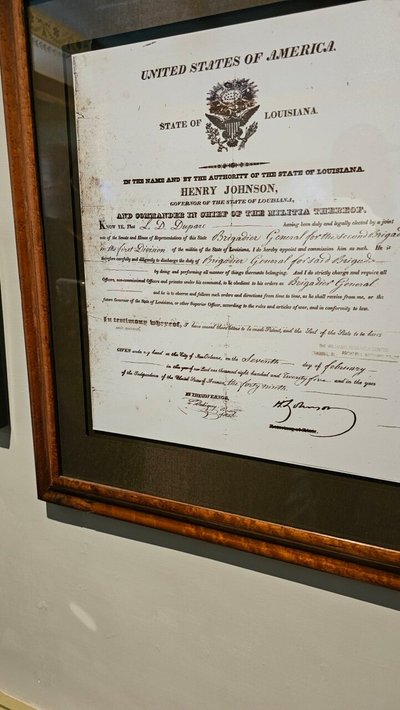 UNITED STATES OF AMERICA.
STATE OF LOUISIANA.
IN THE NAME AND BY THE AUTHORITY OF THE STATE OF LOUISIANA.
HENRY JOHNSON,
GOVERNOR OF THE STATE OF LOUISIANA,
AND COMMANDER IN CHIEF OF THE MILITIA THEREOF.
KNOW YE, That L. D. Duparc having been duly and legally elected by a joint
vote of the Senate and House of Representatives of this State Brigadier General for the second Brigade
in the first Division of the militia of the State of Louisiana, I do hereby appoint and commission him as such. He is
therefore carefully and diligently to discharge the duty of Brigadier General for said Brigade
by doing and performing all manner of things thereunto belonging. And I do strictly charge and require all
Officers, non-commissioned Officers and privates under his command, to be obedient to his orders as Brigadier General
and he is to observe and follow such orders and directions from time to time, as he shall receive from me, or the
future Governor of the State of Louisiana, or other Superior Officer, according to the rules and articles of war, and in conformity to law.
In testimony whereof, I have caused these letters to be made Patent, and the Seal of the State to be here-
GIVEN under my hand at the City of New-Orleans, on the Seventh day of february
in the year of our Lord one thousand eight hundred and twenty five and in the year
of the Independence of the United States of America, the forty ninth
BY THE GOVERNOR,
H. Johnson